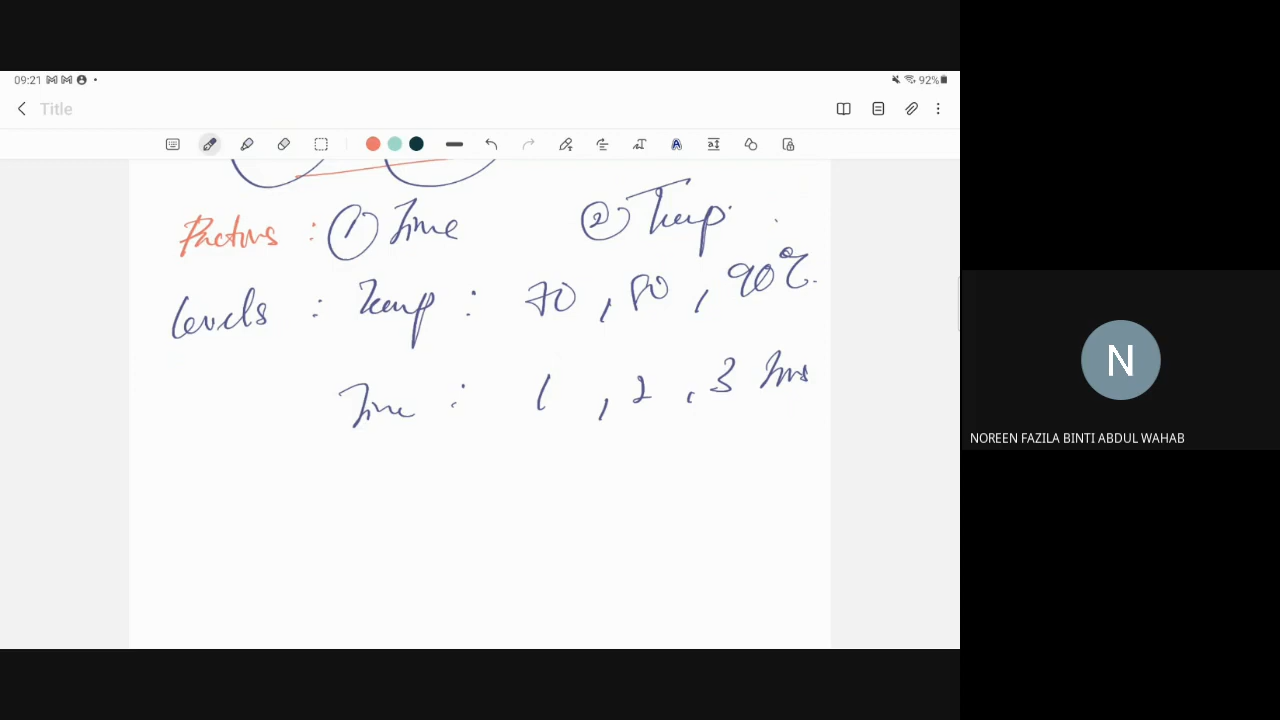 09:21
92%
Title
Factors : ① Time ② Temp.
Levels : Temp : 70 , 80 , 90°C.
Time : 1 , 2 , 3 hrs
N
NOREEN FAZILA BINTI ABDUL WAHAB